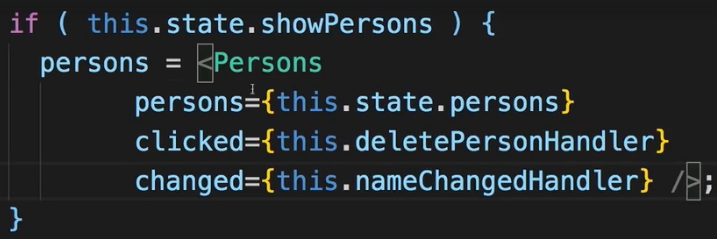 if ( this.state.showPersons ) {
  persons = <Persons
        persons={this.state.persons}
        clicked={this.deletePersonHandler}
        changed={this.nameChangedHandler} />;
}